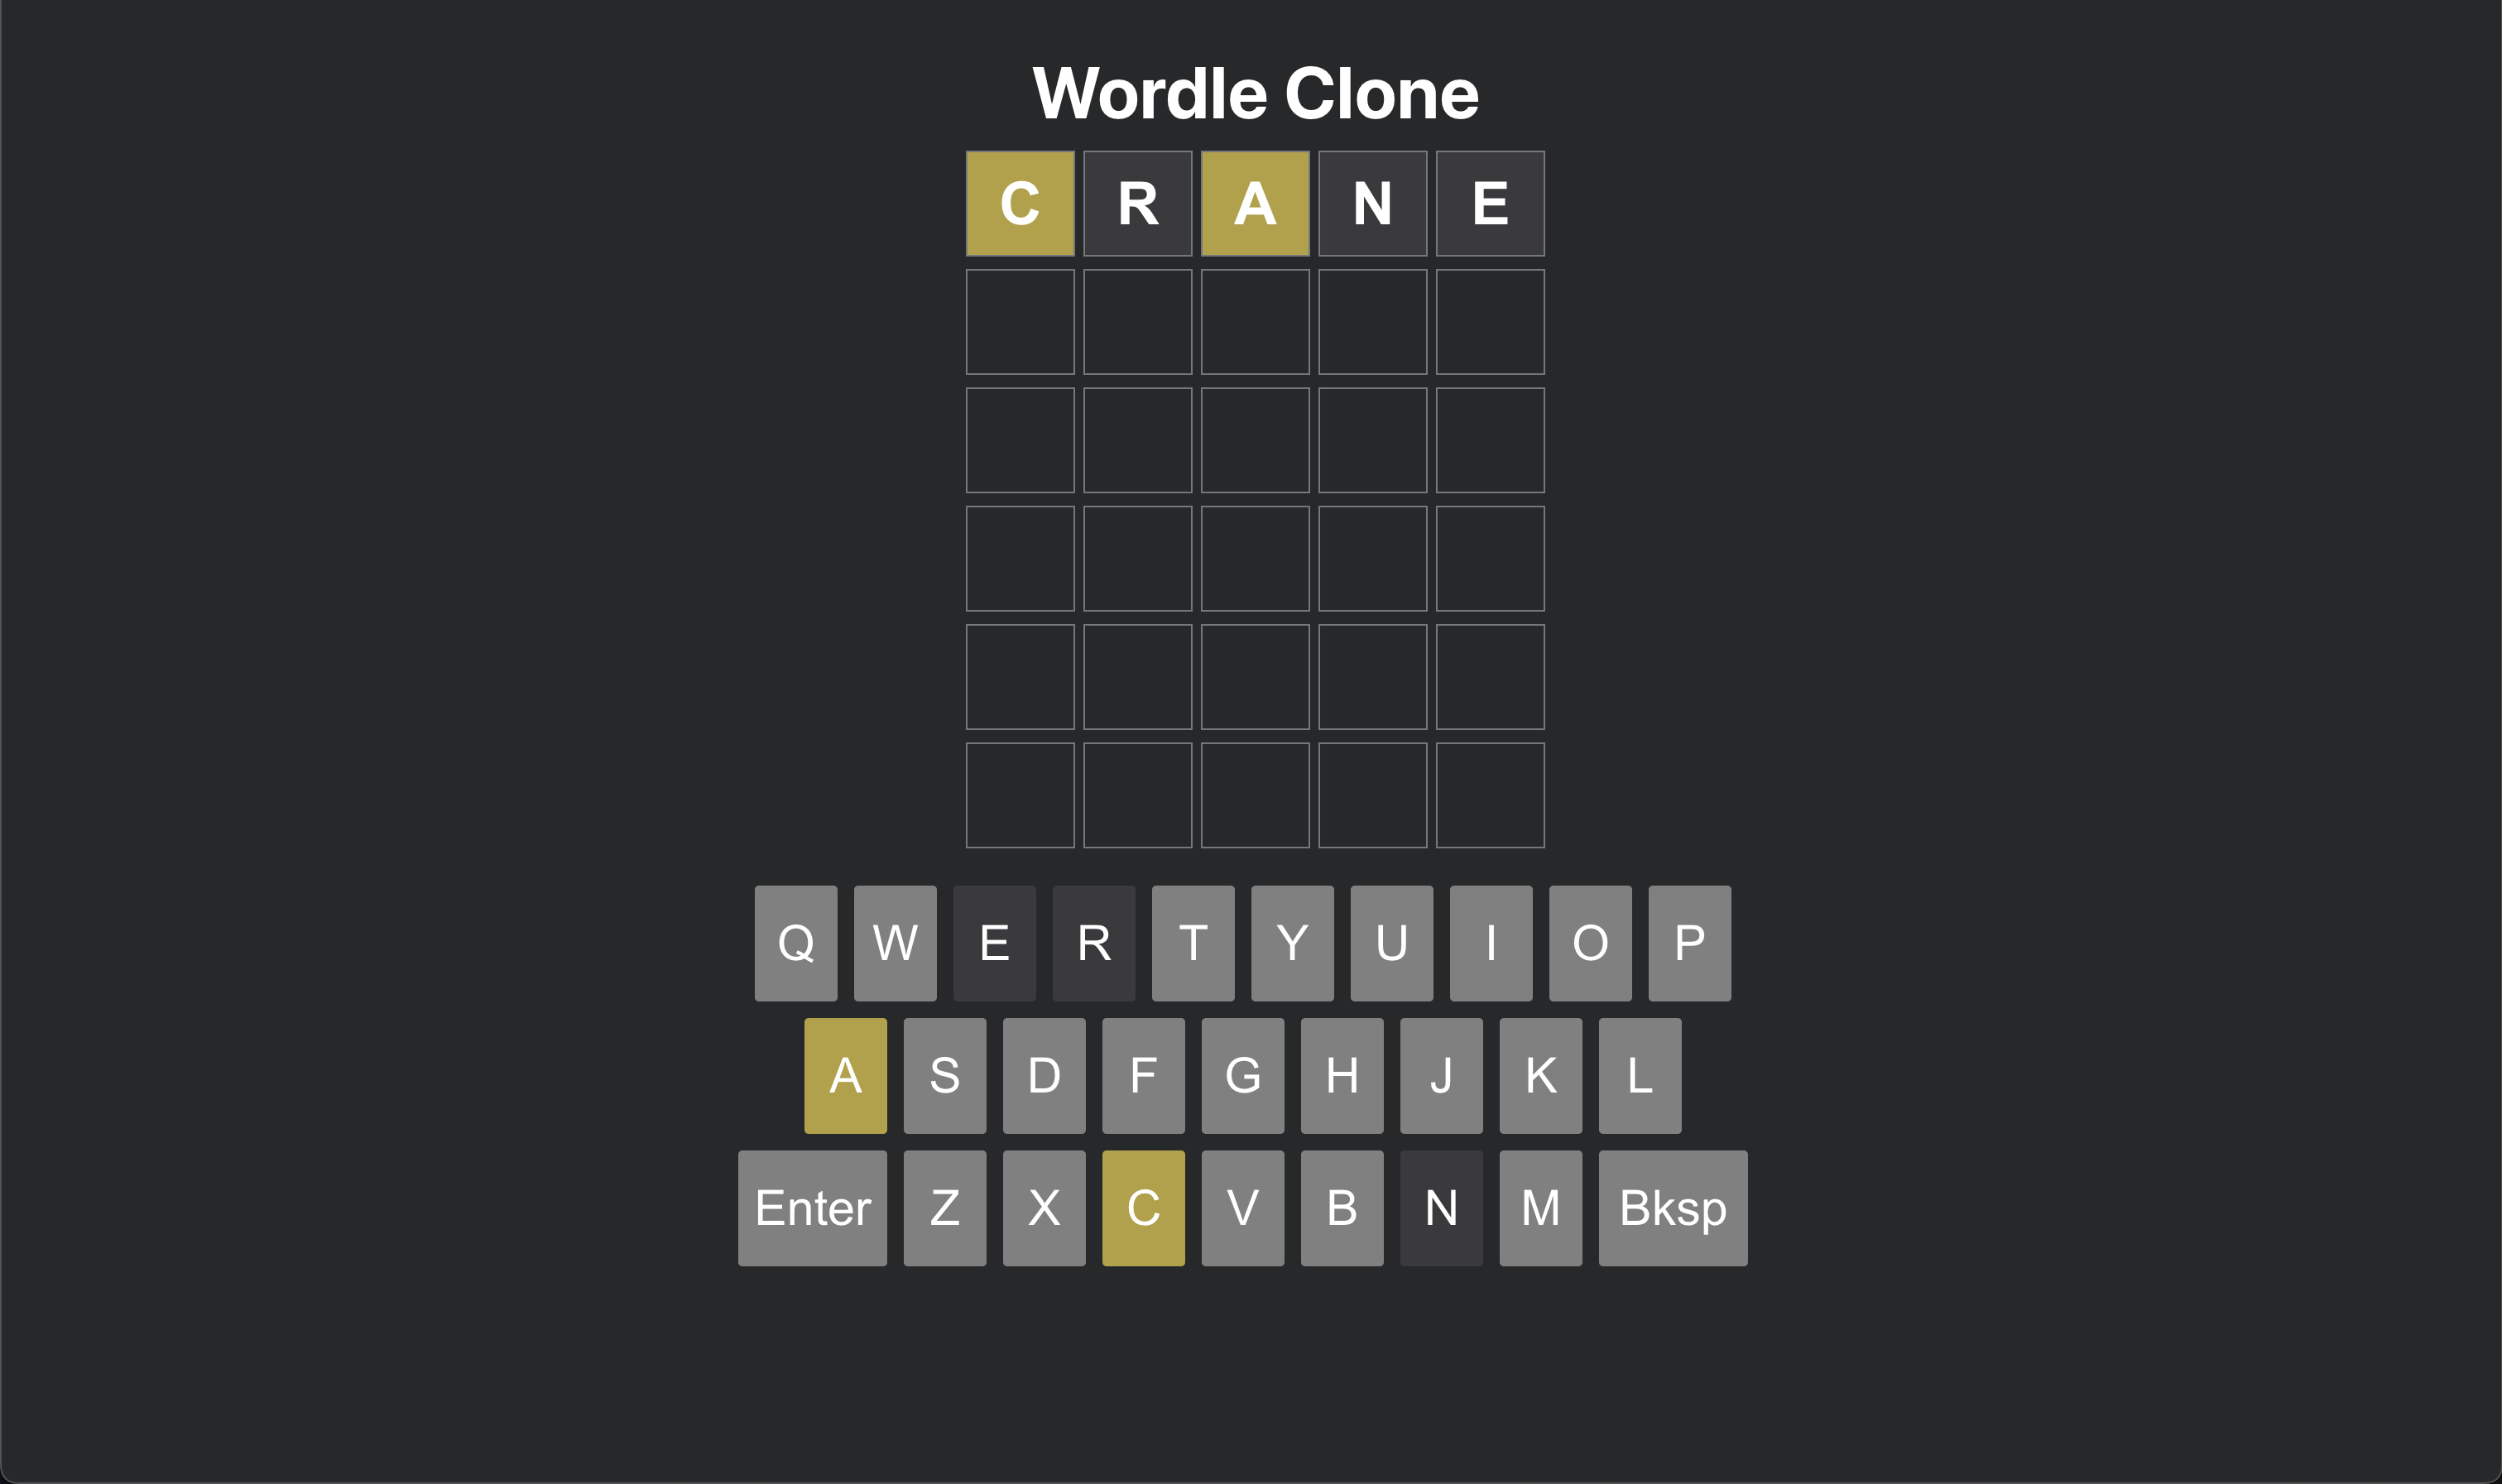 Wordle Clone
C R A N E
Q W E R T Y U I O P
A S D F G H J K L
Enter Z X C V B N M Bksp